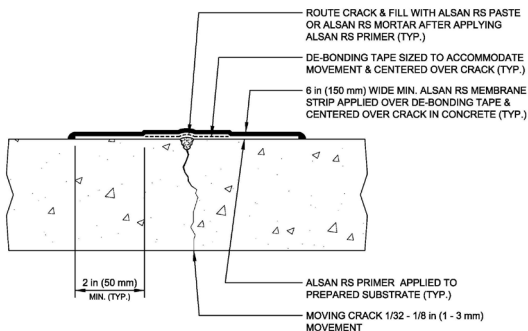 ROUTE CRACK & FILL WITH ALSAN RS PASTE
OR ALSAN RS MORTAR AFTER APPLYING
ALSAN RS PRIMER (TYP.)
DE-BONDING TAPE SIZED TO ACCOMMODATE
MOVEMENT & CENTERED OVER CRACK (TYP.)
6 in (150 mm) WIDE MIN. ALSAN RS MEMBRANE
STRIP APPLIED OVER DE-BONDING TAPE &
CENTERED OVER CRACK IN CONCRETE (TYP.)
2 in (50 mm)
MIN. (TYP.)
ALSAN RS PRIMER APPLIED TO
PREPARED SUBSTRATE (TYP.)
MOVING CRACK 1/32 - 1/8 in (1 - 3 mm)
MOVEMENT